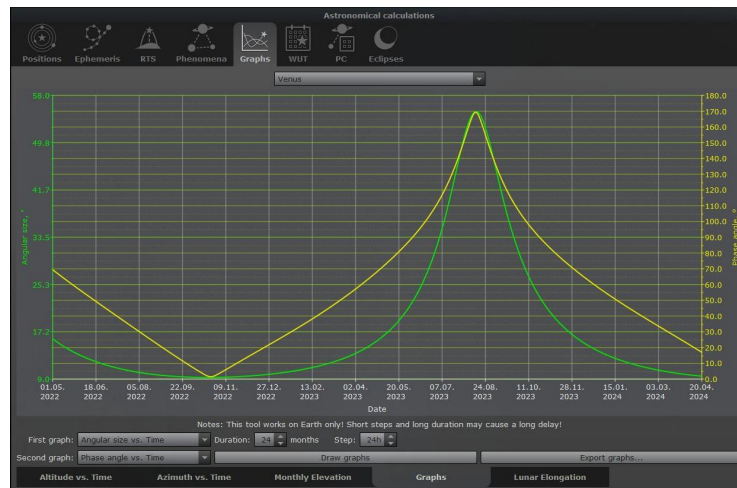 Astronomical calculations
Positions Ephemeris RTS Phenomena Graphs WUT PC Eclipses
Venus
58.0 180.0
170.0
160.0
49.8 150.0
140.0
130.0
41.7 120.0
110.0
100.0
33.5 90.0
80.0
70.0
25.3 60.0
50.0
40.0
17.2 30.0
20.0
10.0
9.0 0.0
Angular size, "
Phase angle, °
01.05. 18.06. 05.08. 22.09. 09.11. 27.12. 13.02. 02.04. 20.05. 07.07. 24.08. 11.10. 28.11. 15.01. 03.03. 20.04.
2022 2022 2022 2022 2022 2022 2023 2023 2023 2023 2023 2023 2023 2024 2024 2024
Date
Notes: This tool works on Earth only! Short steps and long duration may cause a long delay!
First graph: Angular size vs. Time Duration: 24 months Step: 24h
Second graph: Phase angle vs. Time Draw graphs Export graphs...
Altitude vs. Time Azimuth vs. Time Monthly Elevation Graphs Lunar Elongation